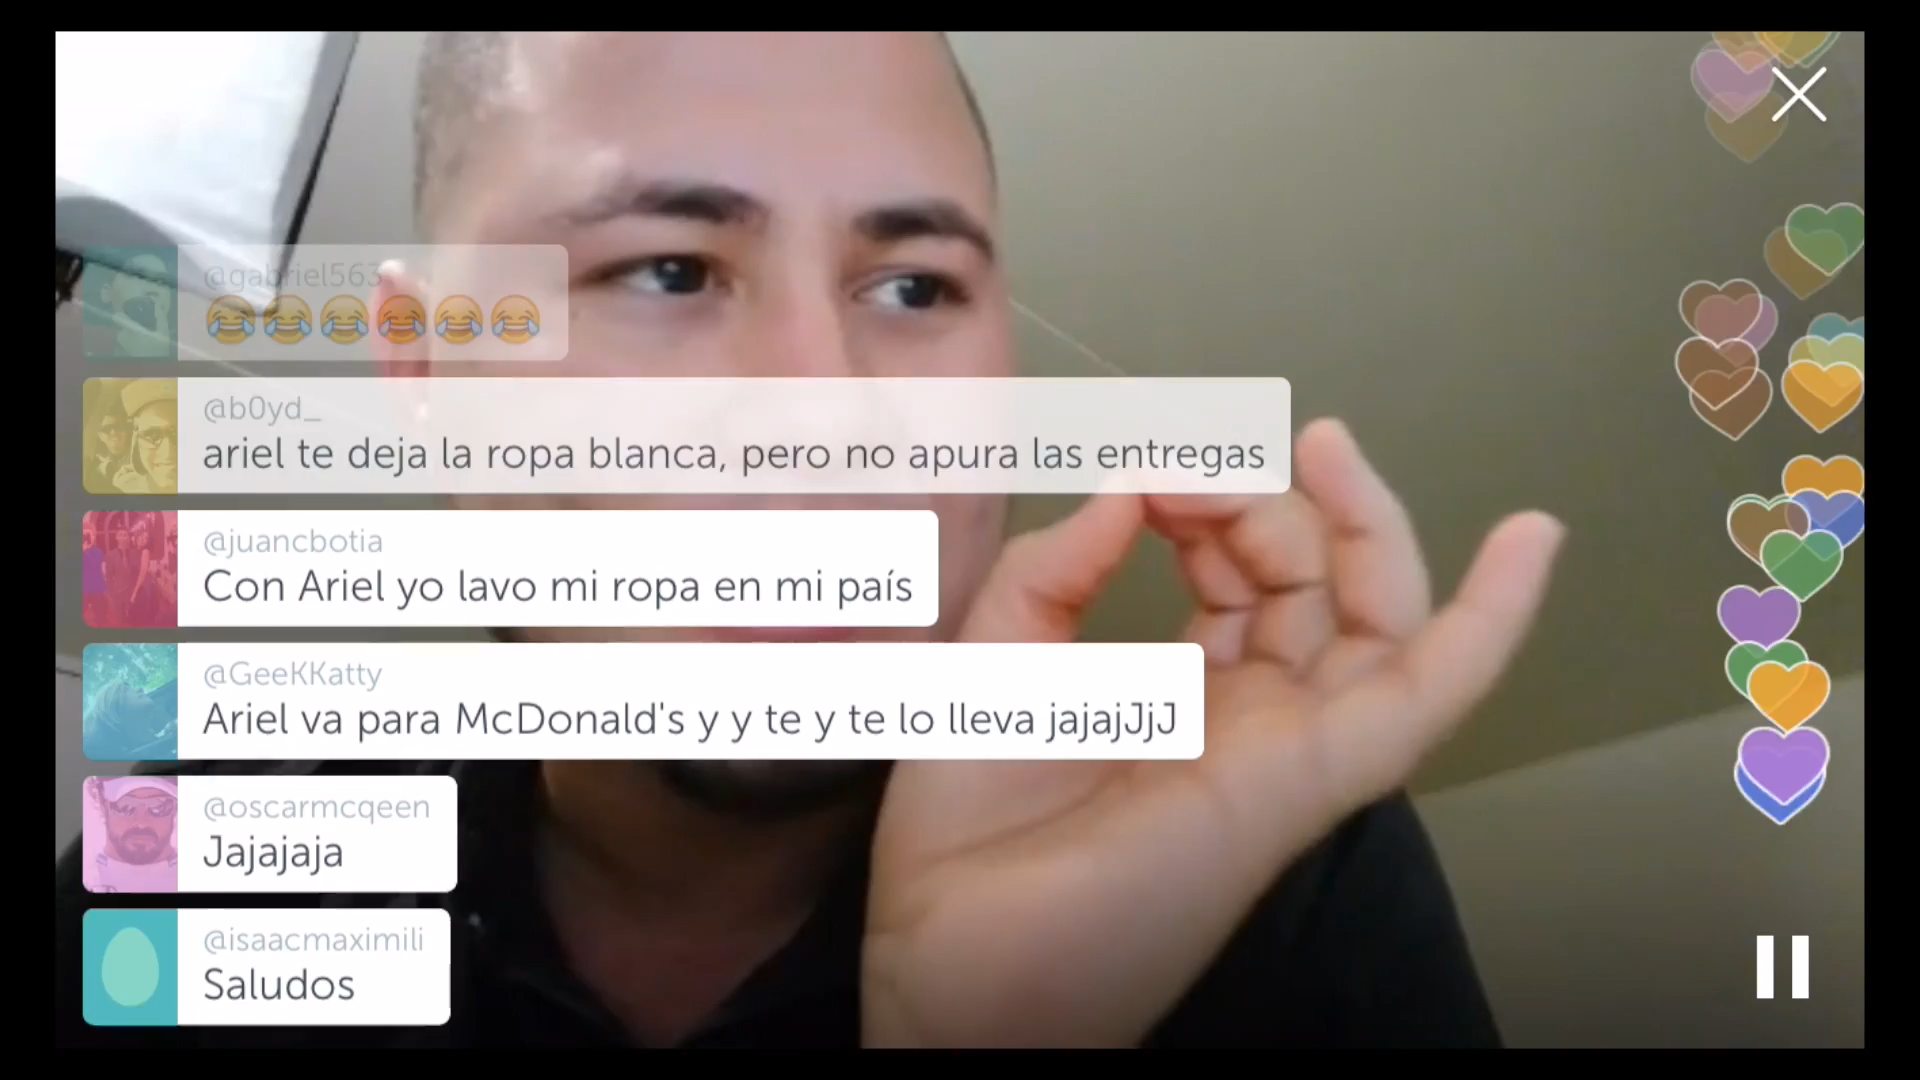 @gabriel563
😂😂😂😂😂😂
@b0yd_
ariel te deja la ropa blanca, pero no apura las entregas
@juancbotia
Con Ariel yo lavo mi ropa en mi país
@GeeKKatty
Ariel va para McDonald's y y te y te lo lleva jajajJjJ
@oscarmcqeen
Jajajaja
@isaacmaximili
Saludos